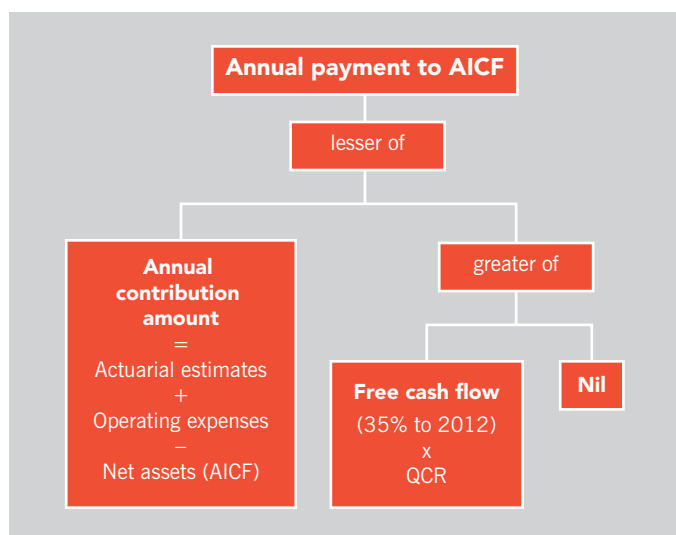 Annual payment to AICF
lesser of
Annual
contribution
amount
=
Actuarial estimates
+
Operating expenses
–
Net assets (AICF)
greater of
Free cash flow
(35% to 2012)
x
QCR
Nil